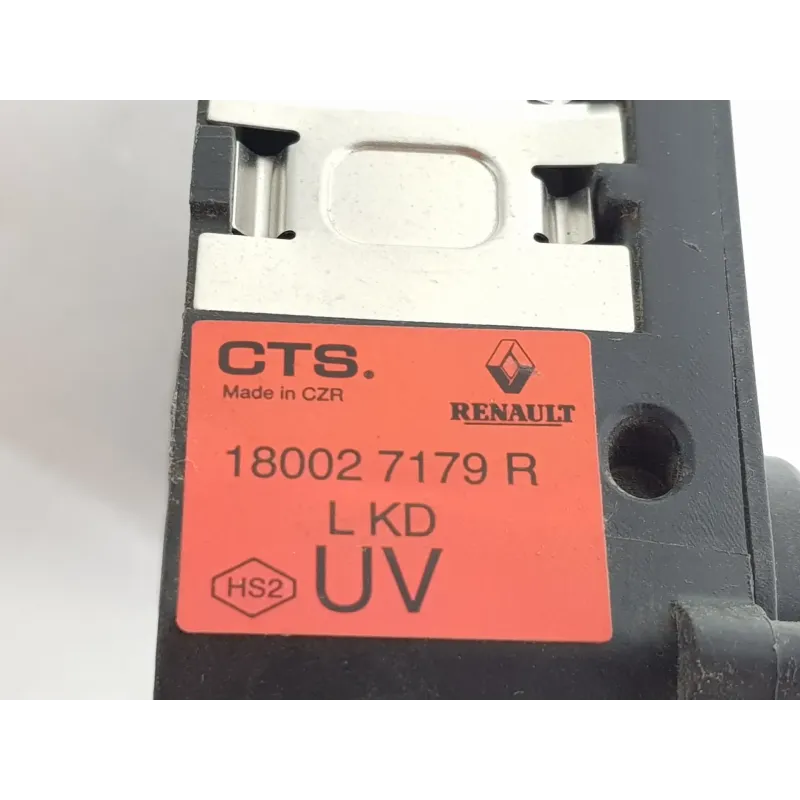 CTS.
Made in CZR
RENAULT
18002 7179 R
L KD
HS2 UV